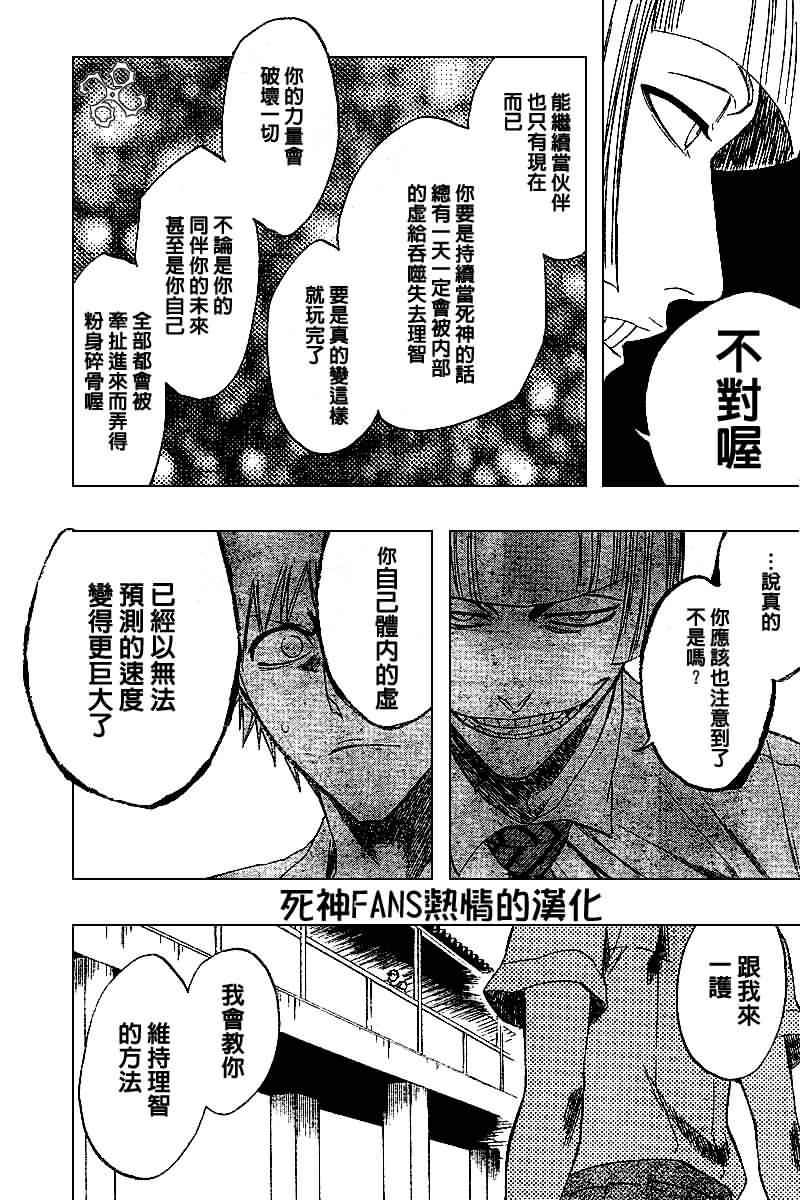 不對喔
能繼續當伙伴
也只有現在
而已
你要是持續當死神的話
總有一天一定會被內部
的虛給吞噬失去理智
要是真的變這樣
就玩完了
你的力量會
破壞一切
不論是你的
同伴你的未來
甚至是你自己
全部都會被
牽扯進來而弄得
粉身碎骨喔
…說真的
你應該也注意到了
不是嗎?
你自己體內的虛
已經以無法
預測的速度
變得更巨大了
死神FANS熱情的漢化
跟我來
一護
我會教你
維持理智
的方法